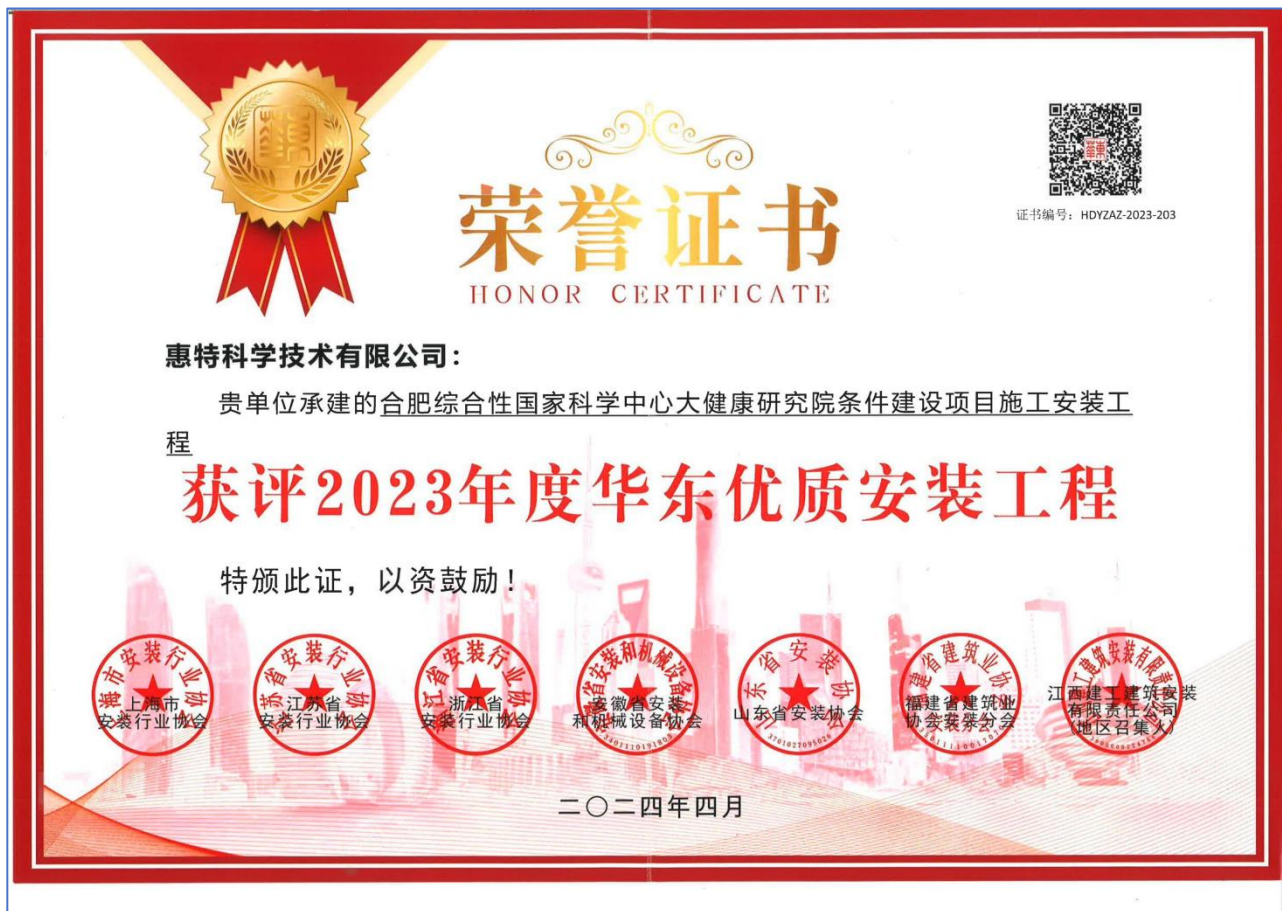 荣誉证书
HONOR CERTIFICATE
证书编号：HDYZAZ-2023-203
惠特科学技术有限公司：
贵单位承建的合肥综合性国家科学中心大健康研究院条件建设项目施工安装工
程
获评2023年度华东优质安装工程
特颁此证，以资鼓励！
上海市
安装行业协会
江苏省
安装行业协会
浙江省
安装行业协会
安徽省安装
和机械设备协会
山东省安装协会
3701027095026
福建省建筑业
协会安装分会
江西建工建筑安装
有限责任公司
(地区召集人)
二〇二四年四月